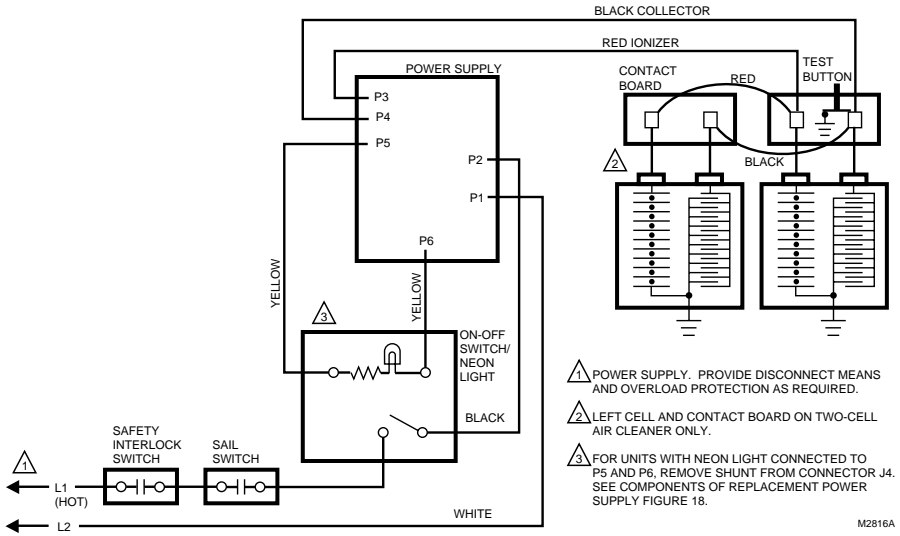 BLACK COLLECTOR
RED IONIZER
POWER SUPPLY
CONTACT
BOARD
RED
TEST
BUTTON
P3
P4
P5
P2
P1
P6
BLACK
2
YELLOW
YELLOW
3
ON-OFF
SWITCH/
NEON
LIGHT
BLACK
SAFETY
INTERLOCK
SWITCH
SAIL
SWITCH
1
L1
(HOT)
L2
WHITE
1 POWER SUPPLY. PROVIDE DISCONNECT MEANS
AND OVERLOAD PROTECTION AS REQUIRED.
2 LEFT CELL AND CONTACT BOARD ON TWO-CELL
AIR CLEANER ONLY.
3 FOR UNITS WITH NEON LIGHT CONNECTED TO
P5 AND P6, REMOVE SHUNT FROM CONNECTOR J4.
SEE COMPONENTS OF REPLACEMENT POWER
SUPPLY FIGURE 18.
M2816A